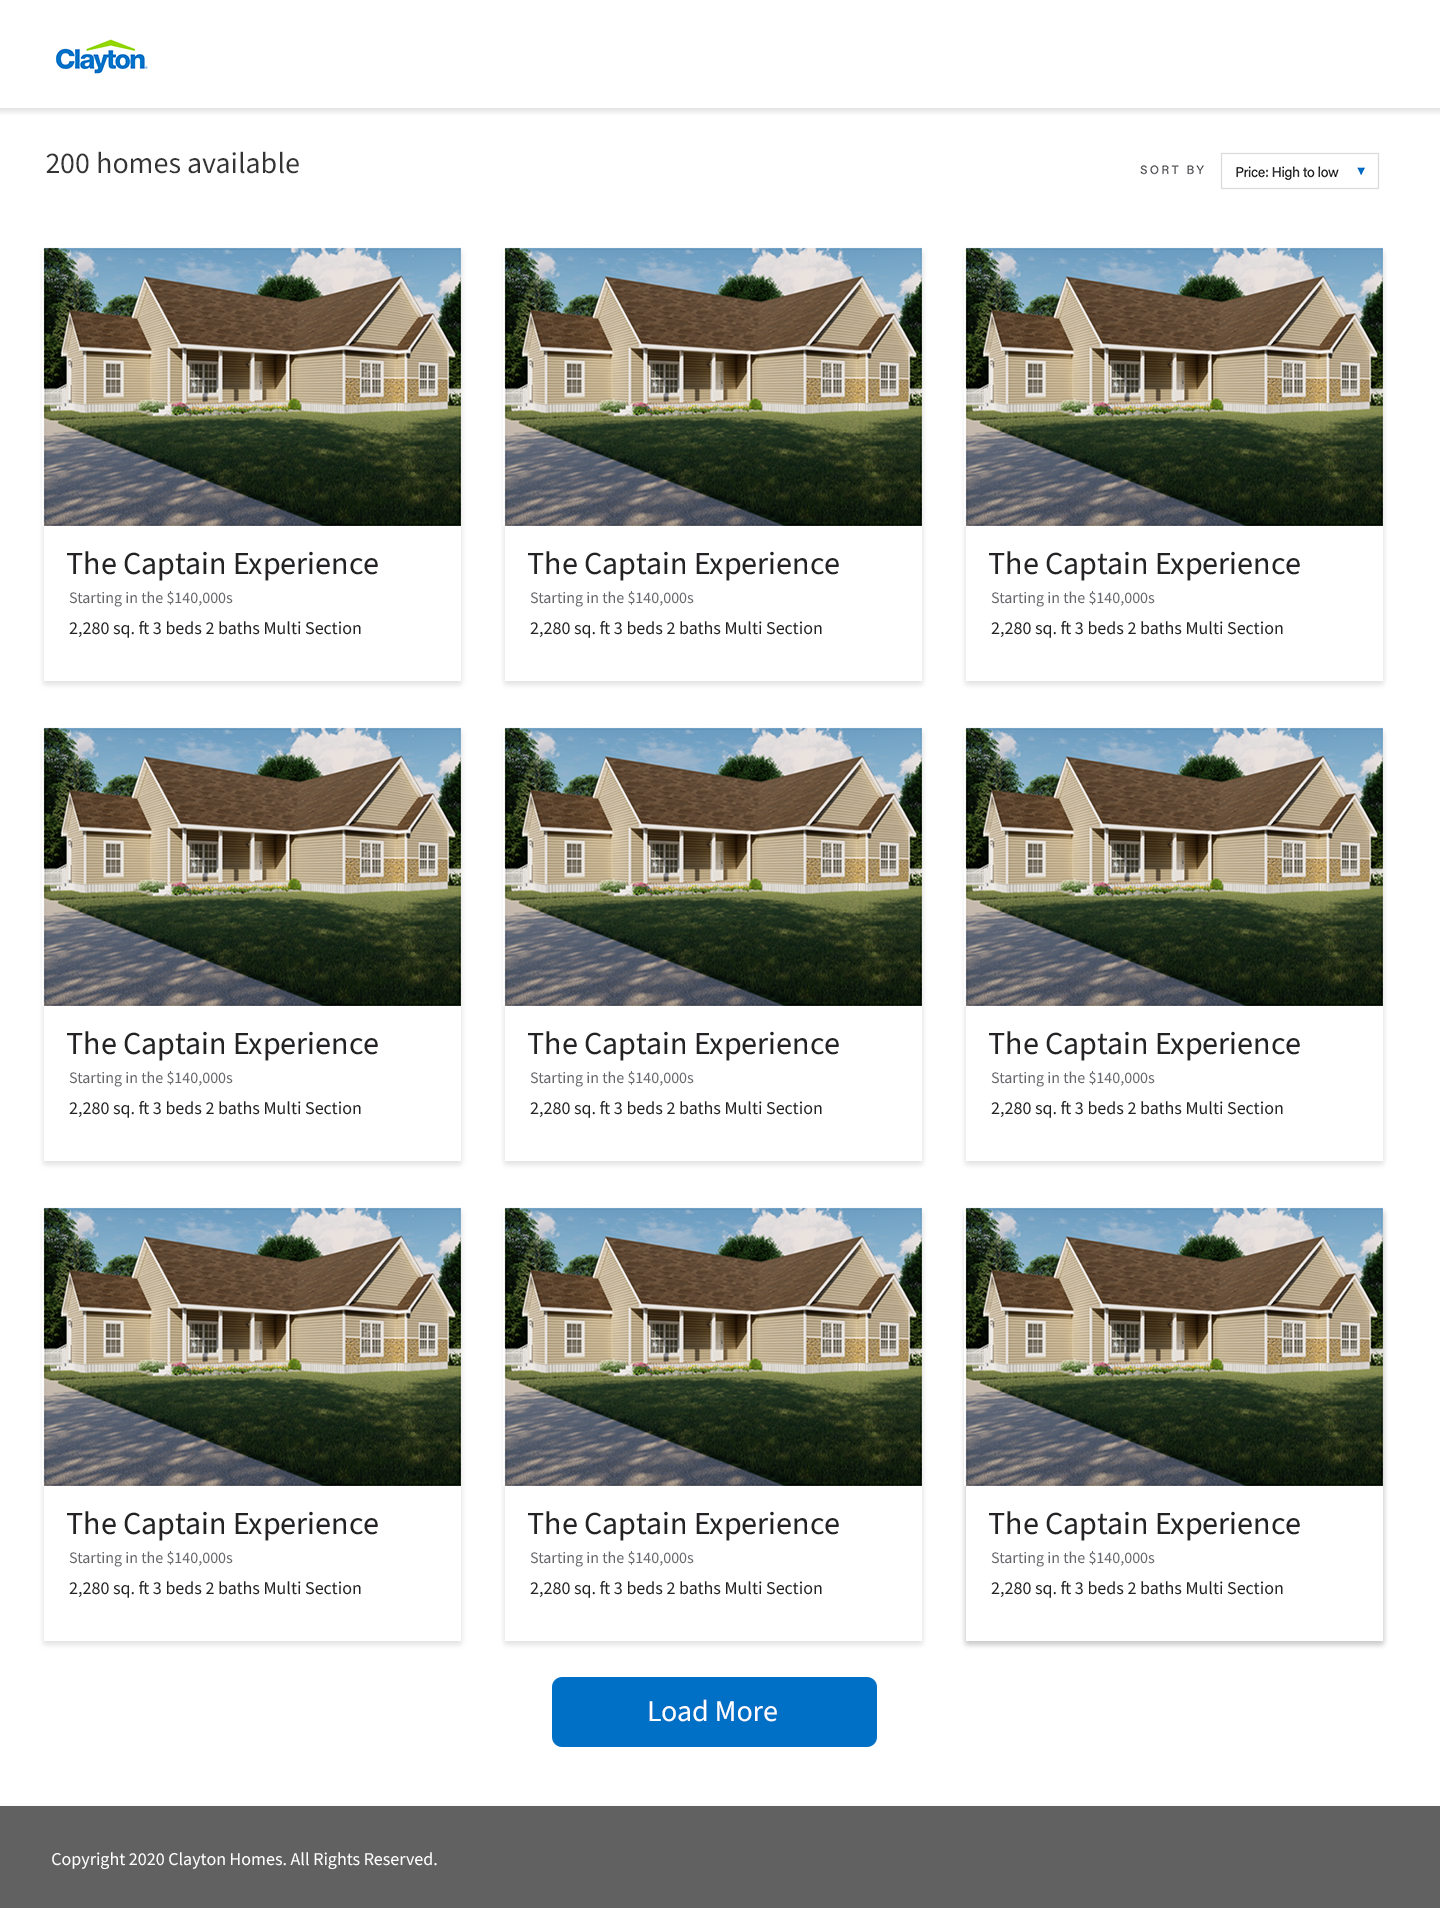 Clayton
200 homes available
SORT BY Price: High to low ▼
The Captain Experience
Starting in the $140,000s
2,280 sq. ft 3 beds 2 baths Multi Section
The Captain Experience
Starting in the $140,000s
2,280 sq. ft 3 beds 2 baths Multi Section
The Captain Experience
Starting in the $140,000s
2,280 sq. ft 3 beds 2 baths Multi Section
The Captain Experience
Starting in the $140,000s
2,280 sq. ft 3 beds 2 baths Multi Section
The Captain Experience
Starting in the $140,000s
2,280 sq. ft 3 beds 2 baths Multi Section
The Captain Experience
Starting in the $140,000s
2,280 sq. ft 3 beds 2 baths Multi Section
The Captain Experience
Starting in the $140,000s
2,280 sq. ft 3 beds 2 baths Multi Section
The Captain Experience
Starting in the $140,000s
2,280 sq. ft 3 beds 2 baths Multi Section
The Captain Experience
Starting in the $140,000s
2,280 sq. ft 3 beds 2 baths Multi Section
Load More
Copyright 2020 Clayton Homes. All Rights Reserved.